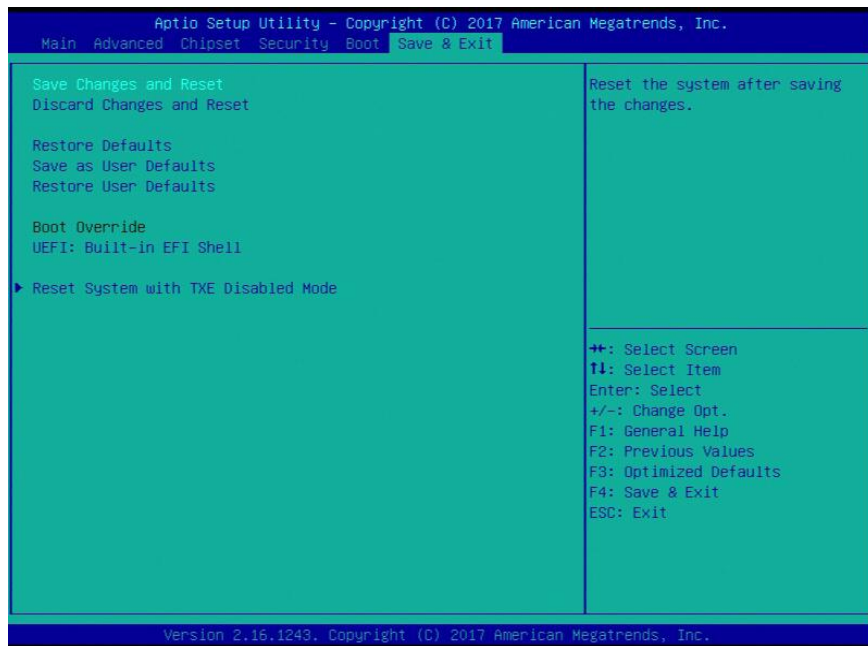 Aptio Setup Utility – Copyright (C) 2017 American Megatrends, Inc.
Main Advanced Chipset Security Boot Save & Exit
Save Changes and Reset
Discard Changes and Reset
Restore Defaults
Save as User Defaults
Restore User Defaults
Boot Override
UEFI: Built-in EFI Shell
▶ Reset System with TXE Disabled Mode
Reset the system after saving
the changes.
→←: Select Screen
↑↓: Select Item
Enter: Select
+/-: Change Opt.
F1: General Help
F2: Previous Values
F3: Optimized Defaults
F4: Save & Exit
ESC: Exit
Version 2.16.1243. Copyright (C) 2017 American Megatrends, Inc.